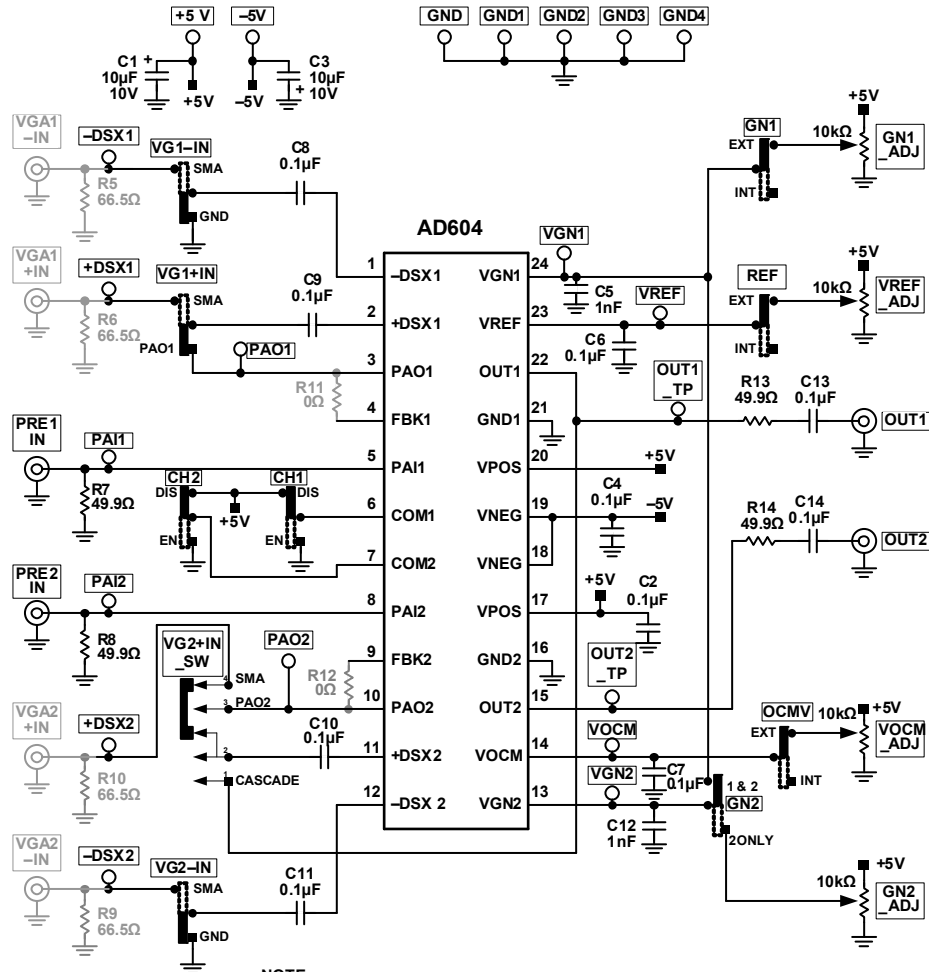 +5 V
–5V
GND
GND1
GND2
GND3
GND4
C1
10µF
10V
+
+5V
–5V
C3
10µF
10V
+
VGA1
–IN
–DSX1
VG1–IN
SMA
R5
66.5Ω
GND
C8
0.1µF
GN1
EXT
INT
+5V
10kΩ
GN1
_ADJ
AD604
VGN1
VGA1
+IN
+DSX1
VG1+IN
SMA
R6
66.5Ω
PAO1
C9
0.1µF
PAO1
R11
0Ω
1
–DSX1
VGN1
24
2
+DSX1
VREF
23
3
PAO1
OUT1
22
4
FBK1
GND1
21
5
PAI1
VPOS
20
6
COM1
VNEG
19
7
COM2
VNEG
18
8
PAI2
VPOS
17
9
FBK2
GND2
16
10
PAO2
OUT2
15
11
+DSX2
VOCM
14
12
–DSX 2
VGN2
13
C5
1nF
VREF
C6
0.1µF
REF
EXT
INT
+5V
10kΩ
VREF
_ADJ
OUT1
_TP
R13
49.9Ω
C13
0.1µF
OUT1
+5V
C4
0.1µF
–5V
R14
49.9Ω
C14
0.1µF
OUT2
+5V
C2
0.1µF
PRE1
IN
PAI1
R7
49.9Ω
CH2
DIS
EN
+5V
CH1
DIS
EN
PRE2
IN
PAI2
R8
49.9Ω
VG2+IN
_SW
4
SMA
3
PAO2
2
1
CASCADE
PAO2
R12
0Ω
C10
0.1µF
OUT2
_TP
VOCM
C7
0.1µF
OCMV
EXT
INT
10kΩ
+5V
VOCM
_ADJ
VGN2
C12
1nF
1 & 2
GN2
2ONLY
+5V
10kΩ
GN2
_ADJ
VGA2
+IN
+DSX2
R10
66.5Ω
VGA2
–IN
–DSX2
VG2–IN
SMA
R9
66.5Ω
GND
C11
0.1µF